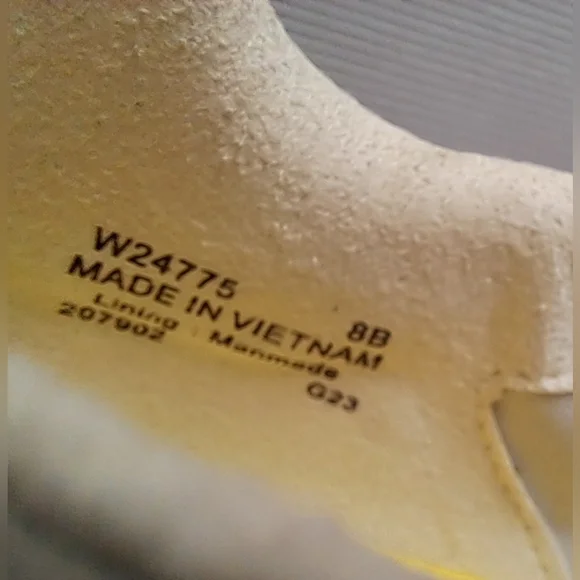 W24775 8B
MADE IN VIETNAM
Lining : Manmade
207902 G23